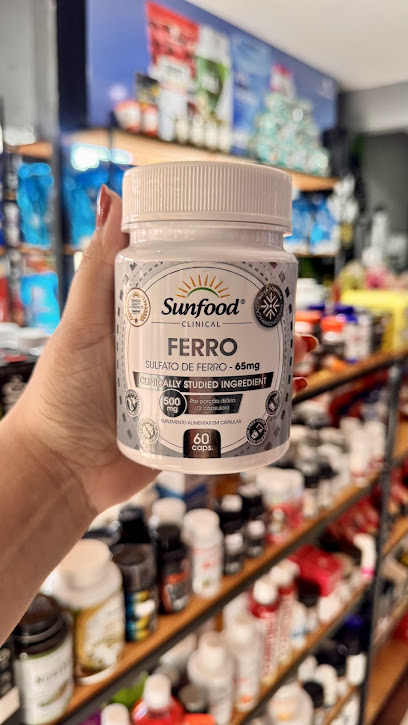 Sunfood®
CLINICAL
FERRO
SULFATO DE FERRO - 65mg
CLINICALLY STUDIED INGREDIENT
500
mg
Por porção diária
(2 cápsulas)
SUPLEMENTO ALIMENTAR EM CÁPSULAS
60
caps.